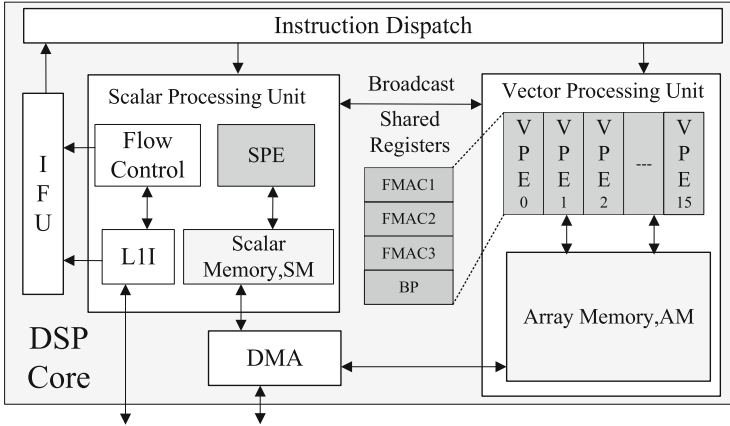 Instruction Dispatch
Scalar Processing Unit
Broadcast
Shared
Registers
Vector Processing Unit
I
F
U
Flow
Control
SPE
L1I
Scalar
Memory,SM
FMAC1
FMAC2
FMAC3
BP
V
P
E
0
V
P
E
1
V
P
E
2
---
V
P
E
15
Array Memory,AM
DMA
DSP
Core